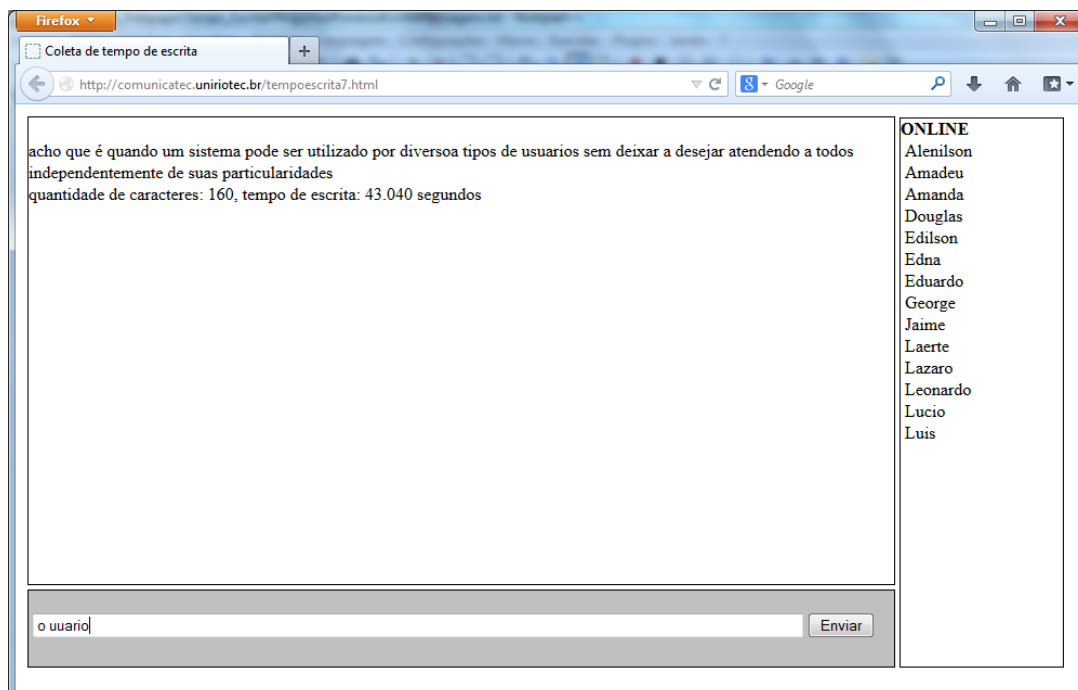 Firefox
Coleta de tempo de escrita
http://comunicatec.uniriotec.br/tempoescrita7.html
Google
acho que é quando um sistema pode ser utilizado por diversoa tipos de usuarios sem deixar a desejar atendendo a todos
independentemente de suas particularidades
quantidade de caracteres: 160, tempo de escrita: 43.040 segundos
ONLINE
Alenilson
Amadeu
Amanda
Douglas
Edilson
Edna
Eduardo
George
Jaime
Laerte
Lazaro
Leonardo
Lucio
Luis
o uuario
Enviar